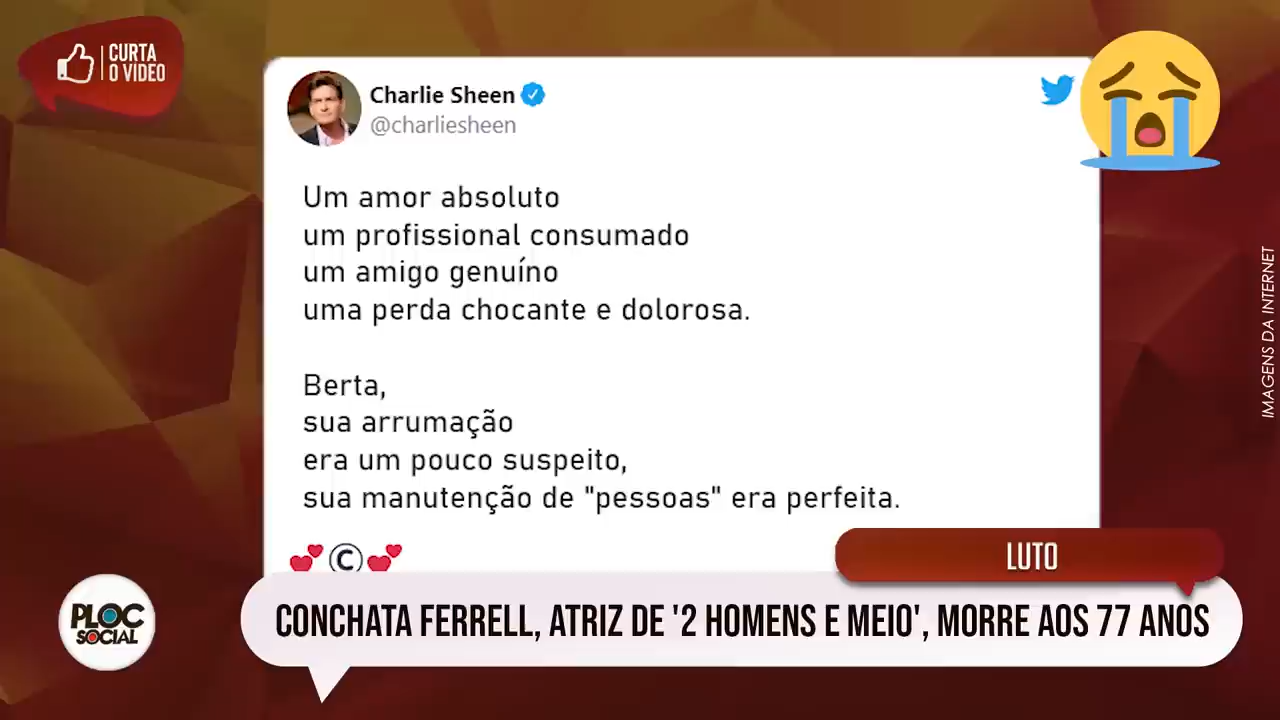 CURTA
O VIDEO
Charlie Sheen
@charliesheen
Um amor absoluto
um profissional consumado
um amigo genuíno
uma perda chocante e dolorosa.
Berta,
sua arrumação
era um pouco suspeito,
sua manutenção de "pessoas" era perfeita.
💕©💕
IMAGENS DA INTERNET
LUTO
CONCHATA FERRELL, ATRIZ DE '2 HOMENS E MEIO', MORRE AOS 77 ANOS
PLOC
SOCIAL